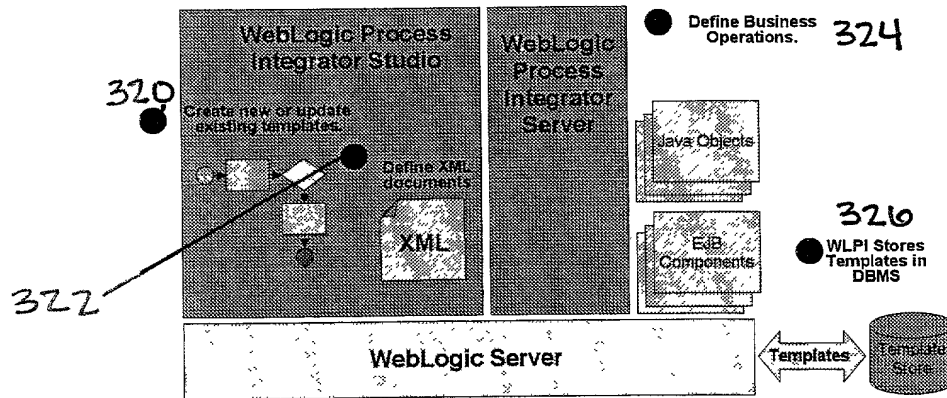 WebLogic Process
Integrator Studio
WebLogic
Process
Integrator
Server
Define Business
Operations.
324
320
Create new or update
existing templates.
Define XML
documents
XML
Java Objects
EJB
Components
326
WLPI Stores
Templates in
DBMS
322
WebLogic Server
Templates
Template
Store